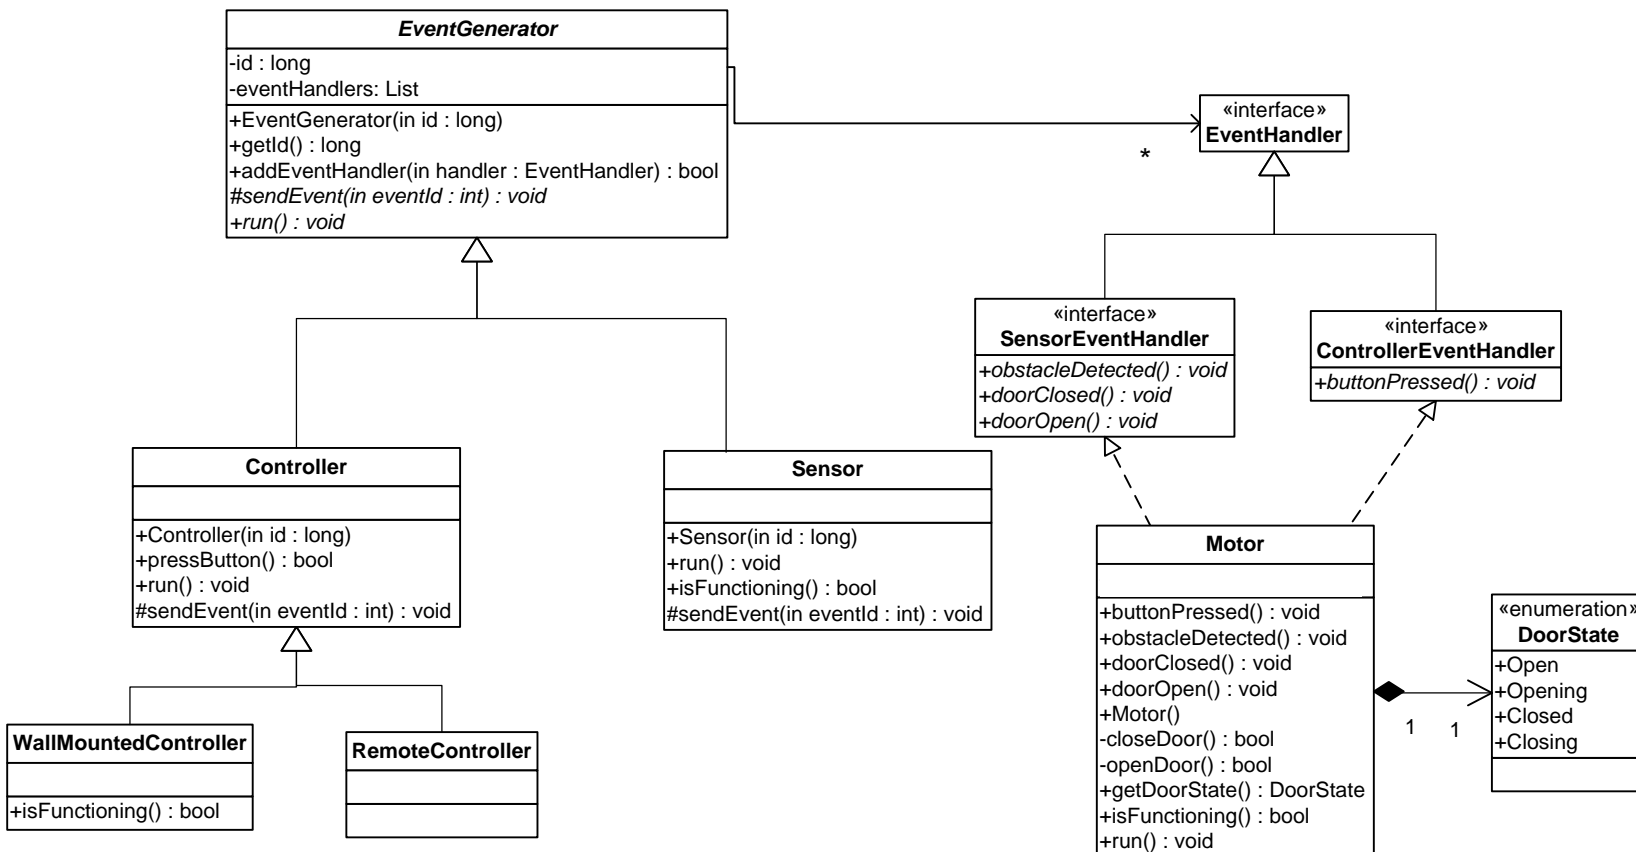 EventGenerator
-id : long
-eventHandlers: List
+EventGenerator(in id : long)
+getId() : long
+addEventHandler(in handler : EventHandler) : bool
#sendEvent(in eventId : int) : void
+run() : void
«interface»
EventHandler
*
«interface»
SensorEventHandler
+obstacleDetected() : void
+doorClosed() : void
+doorOpen() : void
«interface»
ControllerEventHandler
+buttonPressed() : void
Controller
+Controller(in id : long)
+pressButton() : bool
+run() : void
#sendEvent(in eventId : int) : void
Sensor
+Sensor(in id : long)
+run() : void
+isFunctioning() : bool
#sendEvent(in eventId : int) : void
Motor
+buttonPressed() : void
+obstacleDetected() : void
+doorClosed() : void
+doorOpen() : void
+Motor()
-closeDoor() : bool
-openDoor() : bool
+getDoorState() : DoorState
+isFunctioning() : bool
+run() : void
1 1
«enumeration»
DoorState
+Open
+Opening
+Closed
+Closing
WallMountedController
+isFunctioning() : bool
RemoteController